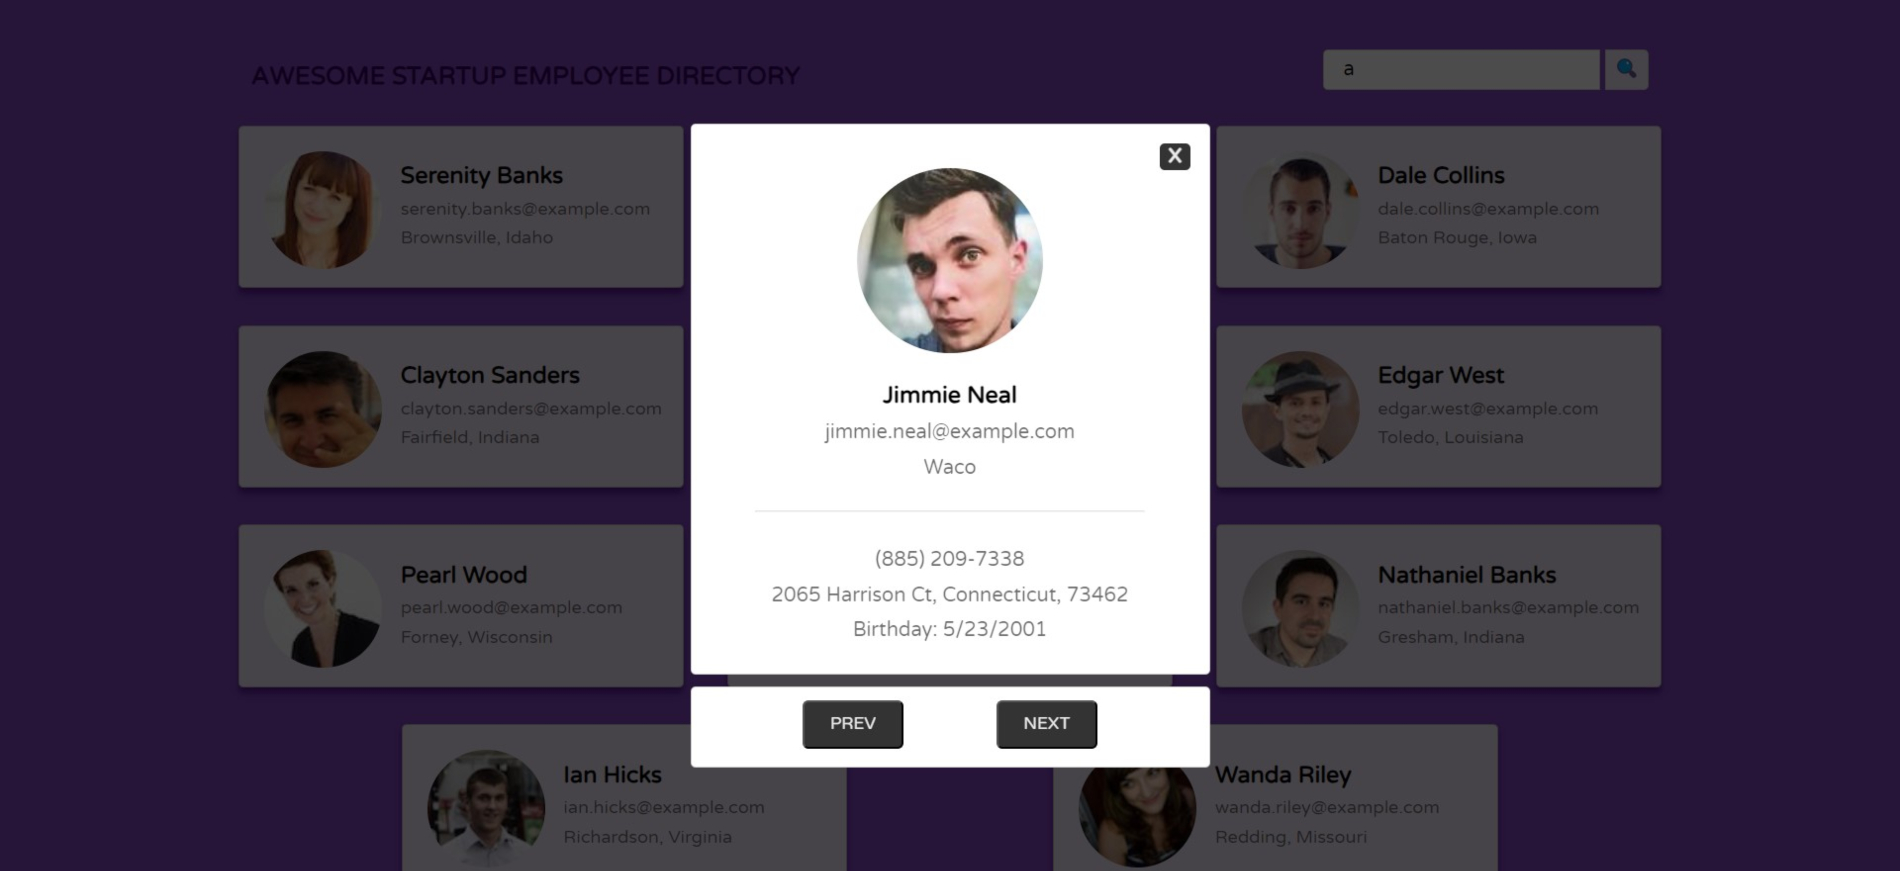 AWESOME STARTUP EMPLOYEE DIRECTORY
a
Serenity Banks
serenity.banks@example.com
Brownsville, Idaho
X
Jimmie Neal
jimmie.neal@example.com
Waco
(885) 209-7338
2065 Harrison Ct, Connecticut, 73462
Birthday: 5/23/2001
PREV
NEXT
Dale Collins
dale.collins@example.com
Baton Rouge, Iowa
Clayton Sanders
clayton.sanders@example.com
Fairfield, Indiana
Edgar West
edgar.west@example.com
Toledo, Louisiana
Pearl Wood
pearl.wood@example.com
Forney, Wisconsin
Nathaniel Banks
nathaniel.banks@example.com
Gresham, Indiana
Ian Hicks
ian.hicks@example.com
Richardson, Virginia
Wanda Riley
wanda.riley@example.com
Redding, Missouri